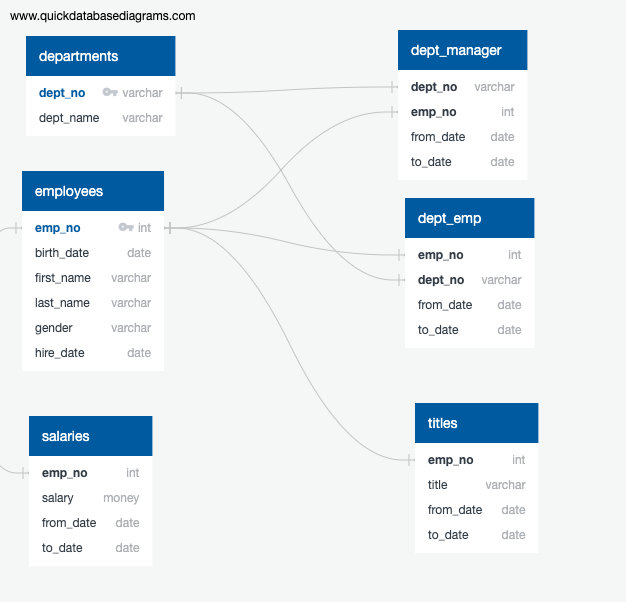 www.quickdatabasediagrams.com
departments
dept_no varchar
dept_name varchar
employees
emp_no int
birth_date date
first_name varchar
last_name varchar
gender varchar
hire_date date
salaries
emp_no int
salary money
from_date date
to_date date
dept_manager
dept_no varchar
emp_no int
from_date date
to_date date
dept_emp
emp_no int
dept_no varchar
from_date date
to_date date
titles
emp_no int
title varchar
from_date date
to_date date